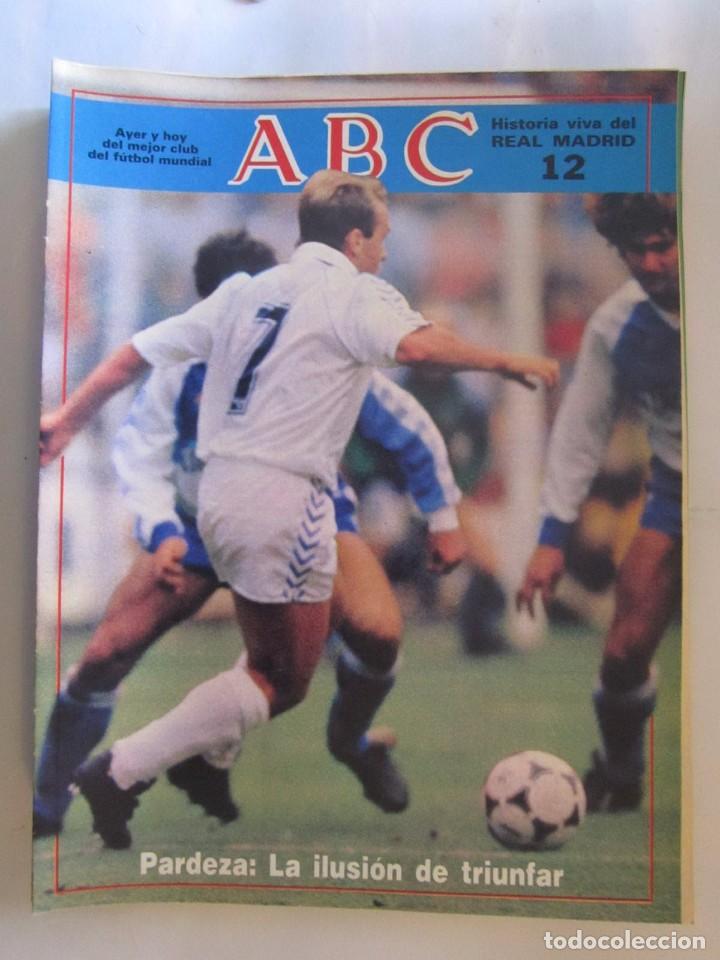 Ayer y hoy
del mejor club
del fútbol mundial
ABC
Historia viva del
REAL MADRID
12
7
Pardeza: La ilusión de triunfar
todocoleccion.net